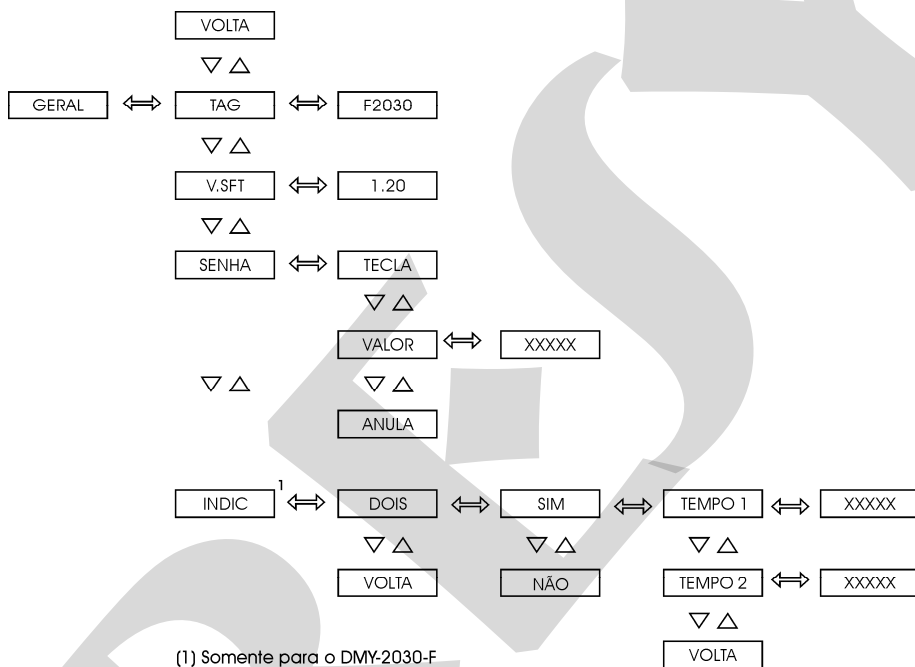 VOLTA
GERAL
TAG
F2030
V.SFT
1.20
SENHA
TECLA
VALOR
XXXXX
ANULA
INDIC
1
DOIS
SIM
TEMPO 1
XXXXX
VOLTA
NÃO
TEMPO 2
XXXXX
VOLTA
(1) Somente para o DMY-2030-F